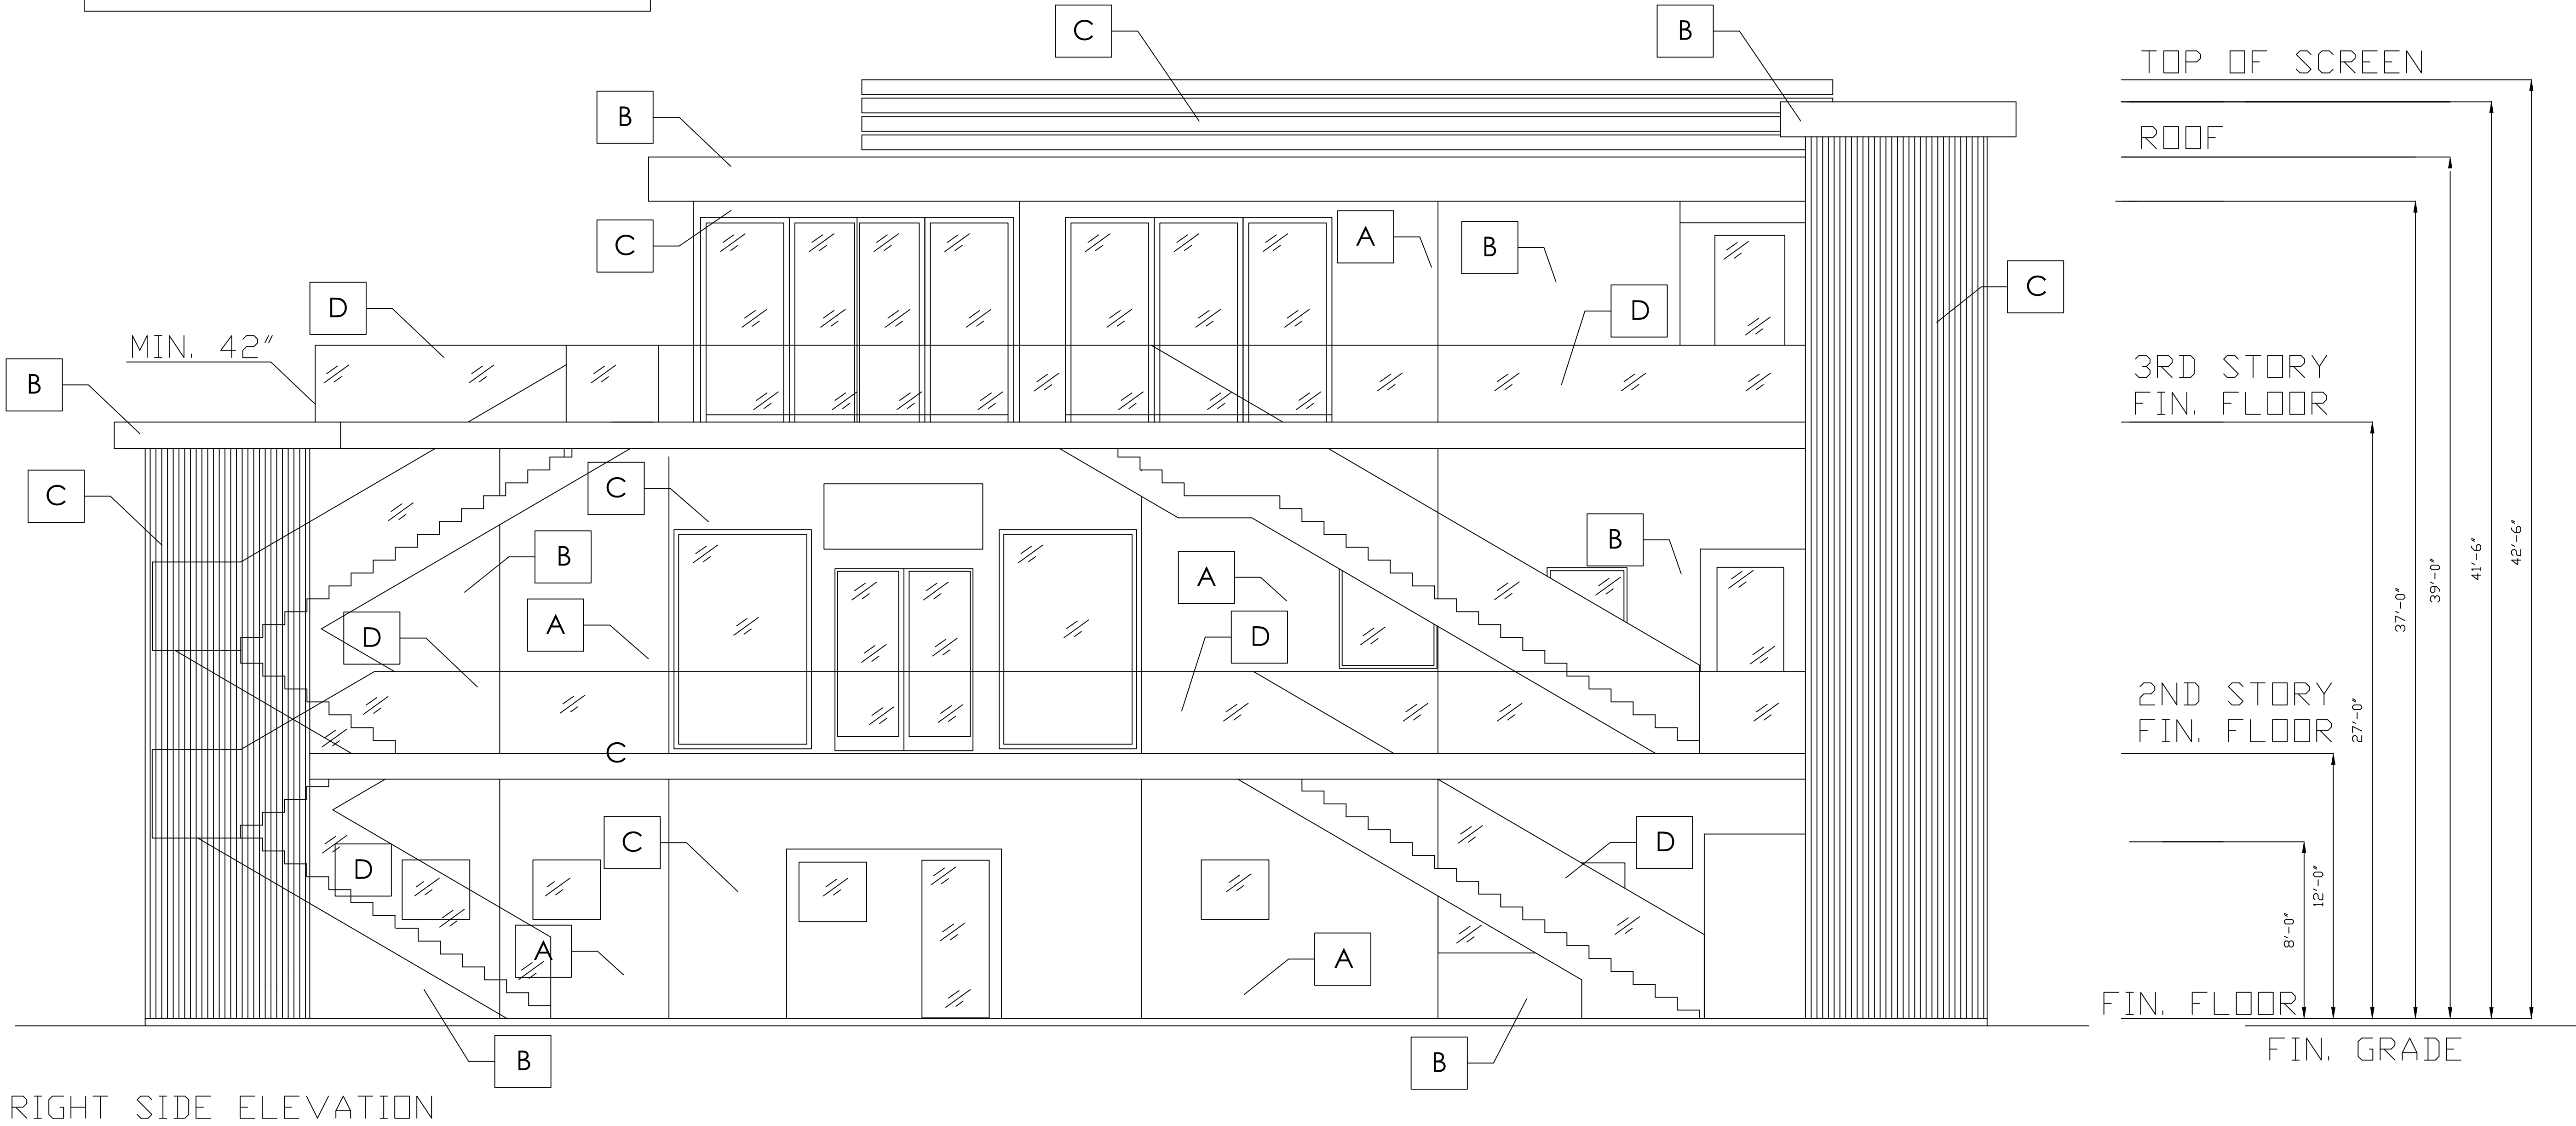 C
B
TOP OF SCREEN
B
ROOF
C
A
B
C
D
D
MIN. 42"
B
3RD STORY
FIN. FLOOR
C
C
B
B
A
A
D
D
42'-6"
41'-6"
39'-0"
37'-0"
27'-0"
2ND STORY
FIN. FLOOR
C
C
D
D
A
A
12'-0"
8'-0"
FIN. FLOOR
B
B
FIN. GRADE
RIGHT SIDE ELEVATION